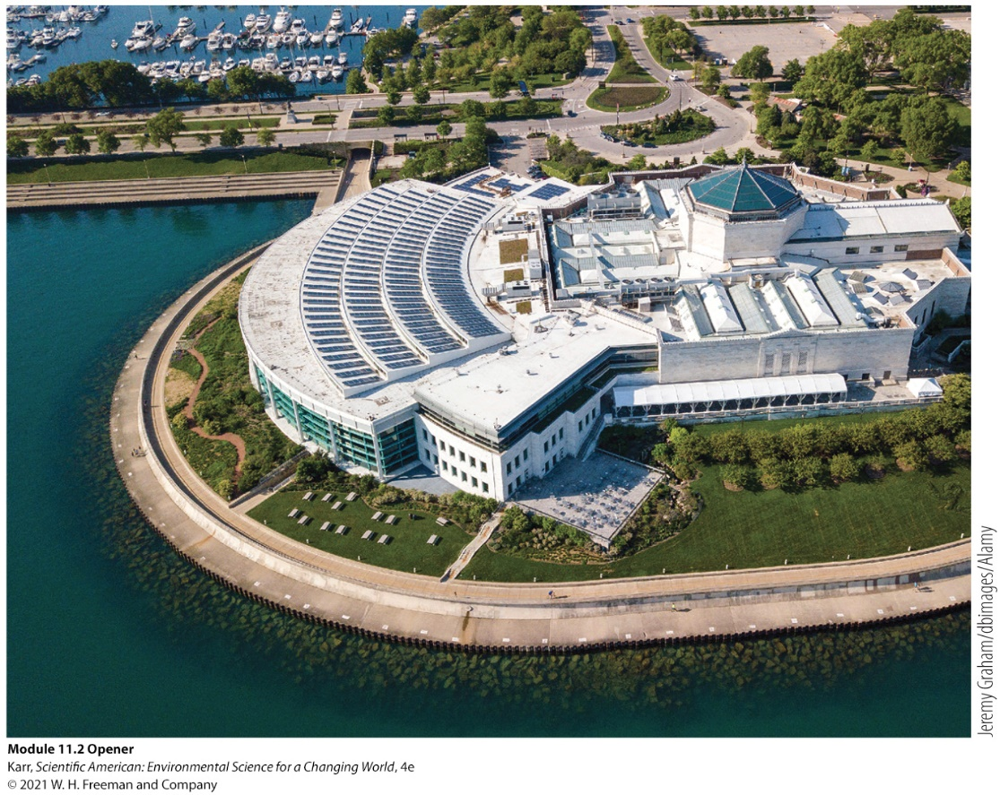 Jeremy Graham/dbimages/Alamy
Module 11.2 Opener
Karr, Scientific American: Environmental Science for a Changing World, 4e
© 2021 W. H. Freeman and Company